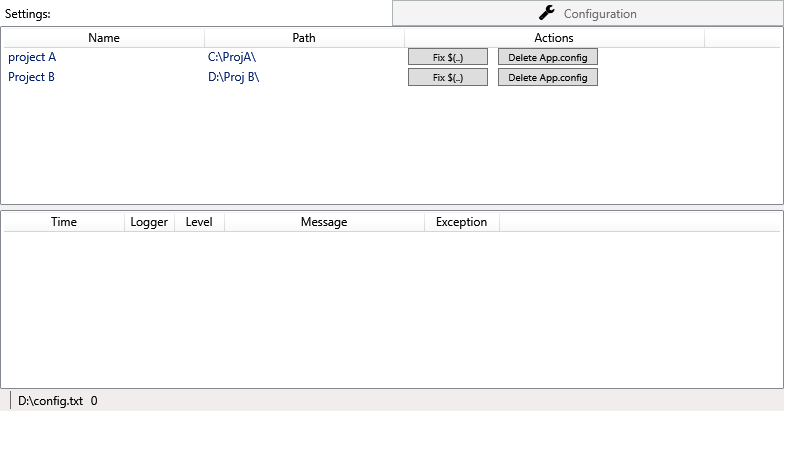 Settings: Configuration
Name Path Actions
project A C:\ProjA\ Fix $(..) Delete App.config
Project B D:\Proj B\ Fix $(..) Delete App.config
Time Logger Level Message Exception
D:\config.txt 0